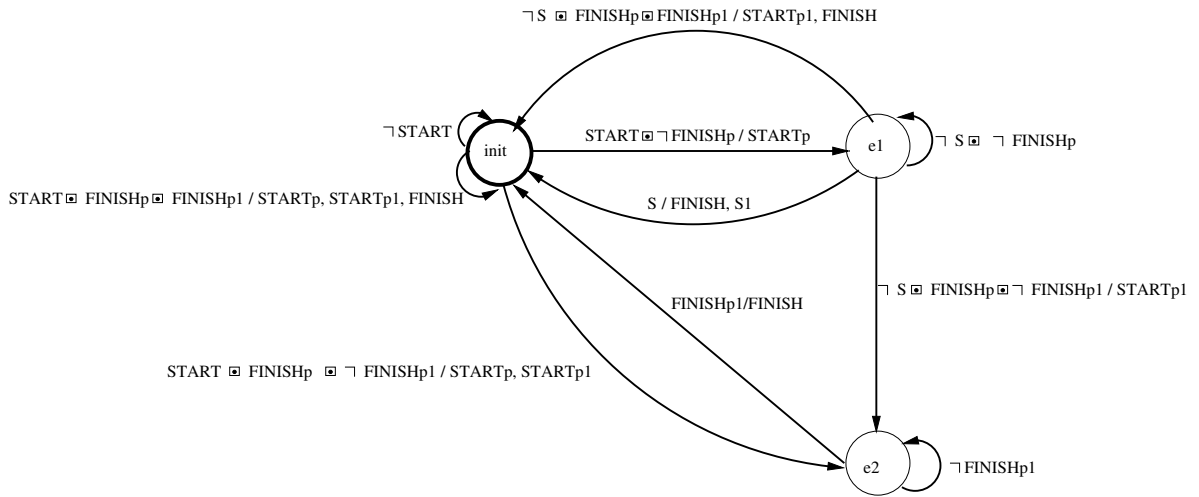 ¬S ⊡ FINISHp⊡FINISHp1 / STARTp1, FINISH
¬START
START⊡¬FINISHp / STARTp
init
e1
¬ S⊡ ¬ FINISHp
START⊡ FINISHp⊡ FINISHp1 / STARTp, STARTp1, FINISH
S / FINISH, S1
¬ S⊡ FINISHp⊡¬ FINISHp1 / STARTp1
FINISHp1/FINISH
START ⊡ FINISHp ⊡ ¬ FINISHp1 / STARTp, STARTp1
e2
¬FINISHp1